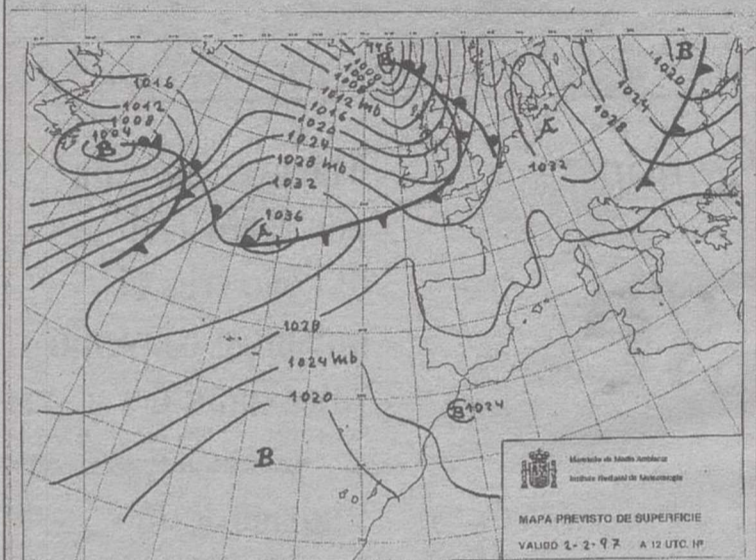 946
B
1000
1008
1012 mb
1016
1020
1024
1028 mb
1032
1036
A
1016
1012
1008
1004
B
A
1032
B
1020
1024
1028
1028
1024 mb
1020
B
B 1024
Ministerio de Medio Ambiente
Instituto Nacional de Meteorología
MAPA PREVISTO DE SUPERFICIE
VALIDO 2-2-97 A 12 UTC. Hº